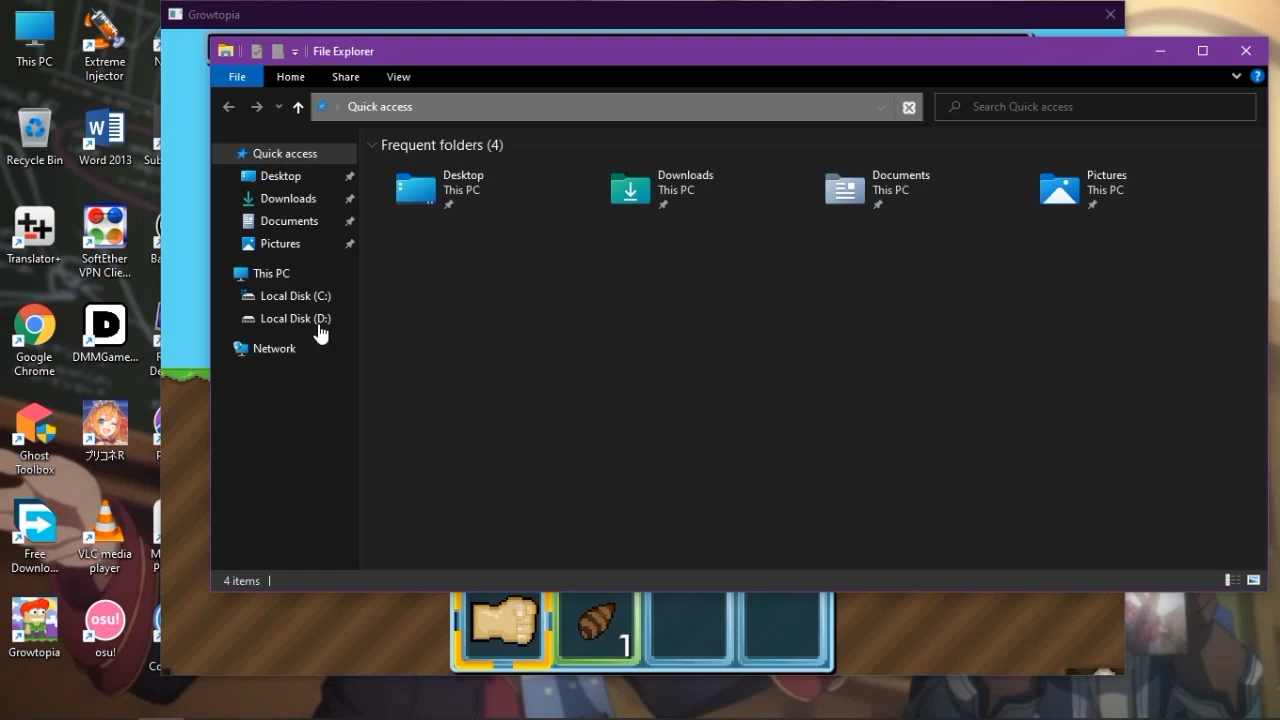 Growtopia
File Explorer
File
Home
Share
View
Quick access
Search Quick access
Quick access
Desktop
Downloads
Documents
Pictures
This PC
Local Disk (C:)
Local Disk (D:)
Network
Frequent folders (4)
Desktop
This PC
Downloads
This PC
Documents
This PC
Pictures
This PC
4 items
1
This PC
Extreme
Injector
Recycle Bin
Word 2013
Translator+
SoftEther
VPN Clie...
Google
Chrome
DMMGame...
Ghost
Toolbox
プリコネR
Free
Downlo...
VLC media
player
Growtopia
osu!
osu!